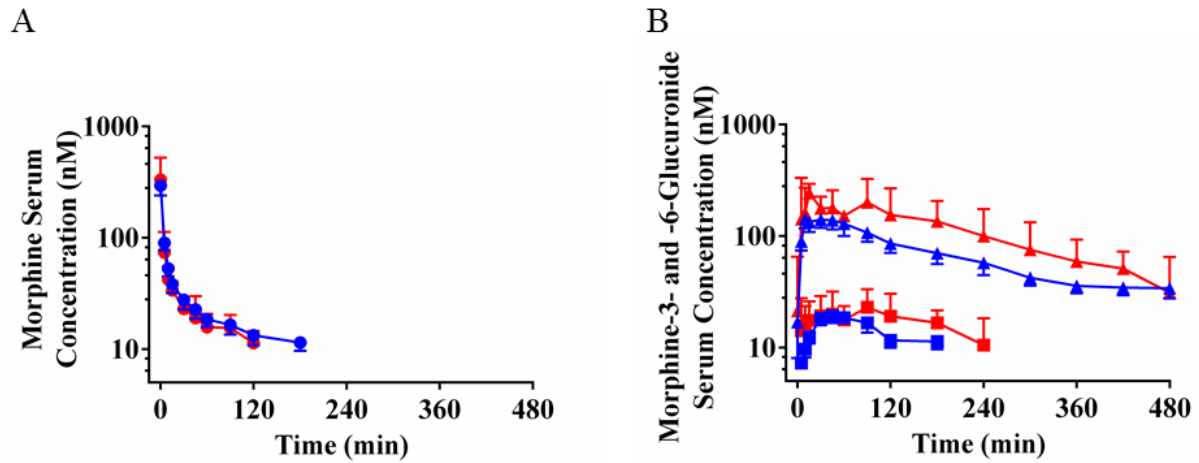 A
Morphine Serum
Concentration (nM)
1000
100
10
0 120 240 360 480
Time (min)
B
Morphine-3- and -6-Glucuronide
Serum Concentration (nM)
1000
100
10
0 120 240 360 480
Time (min)